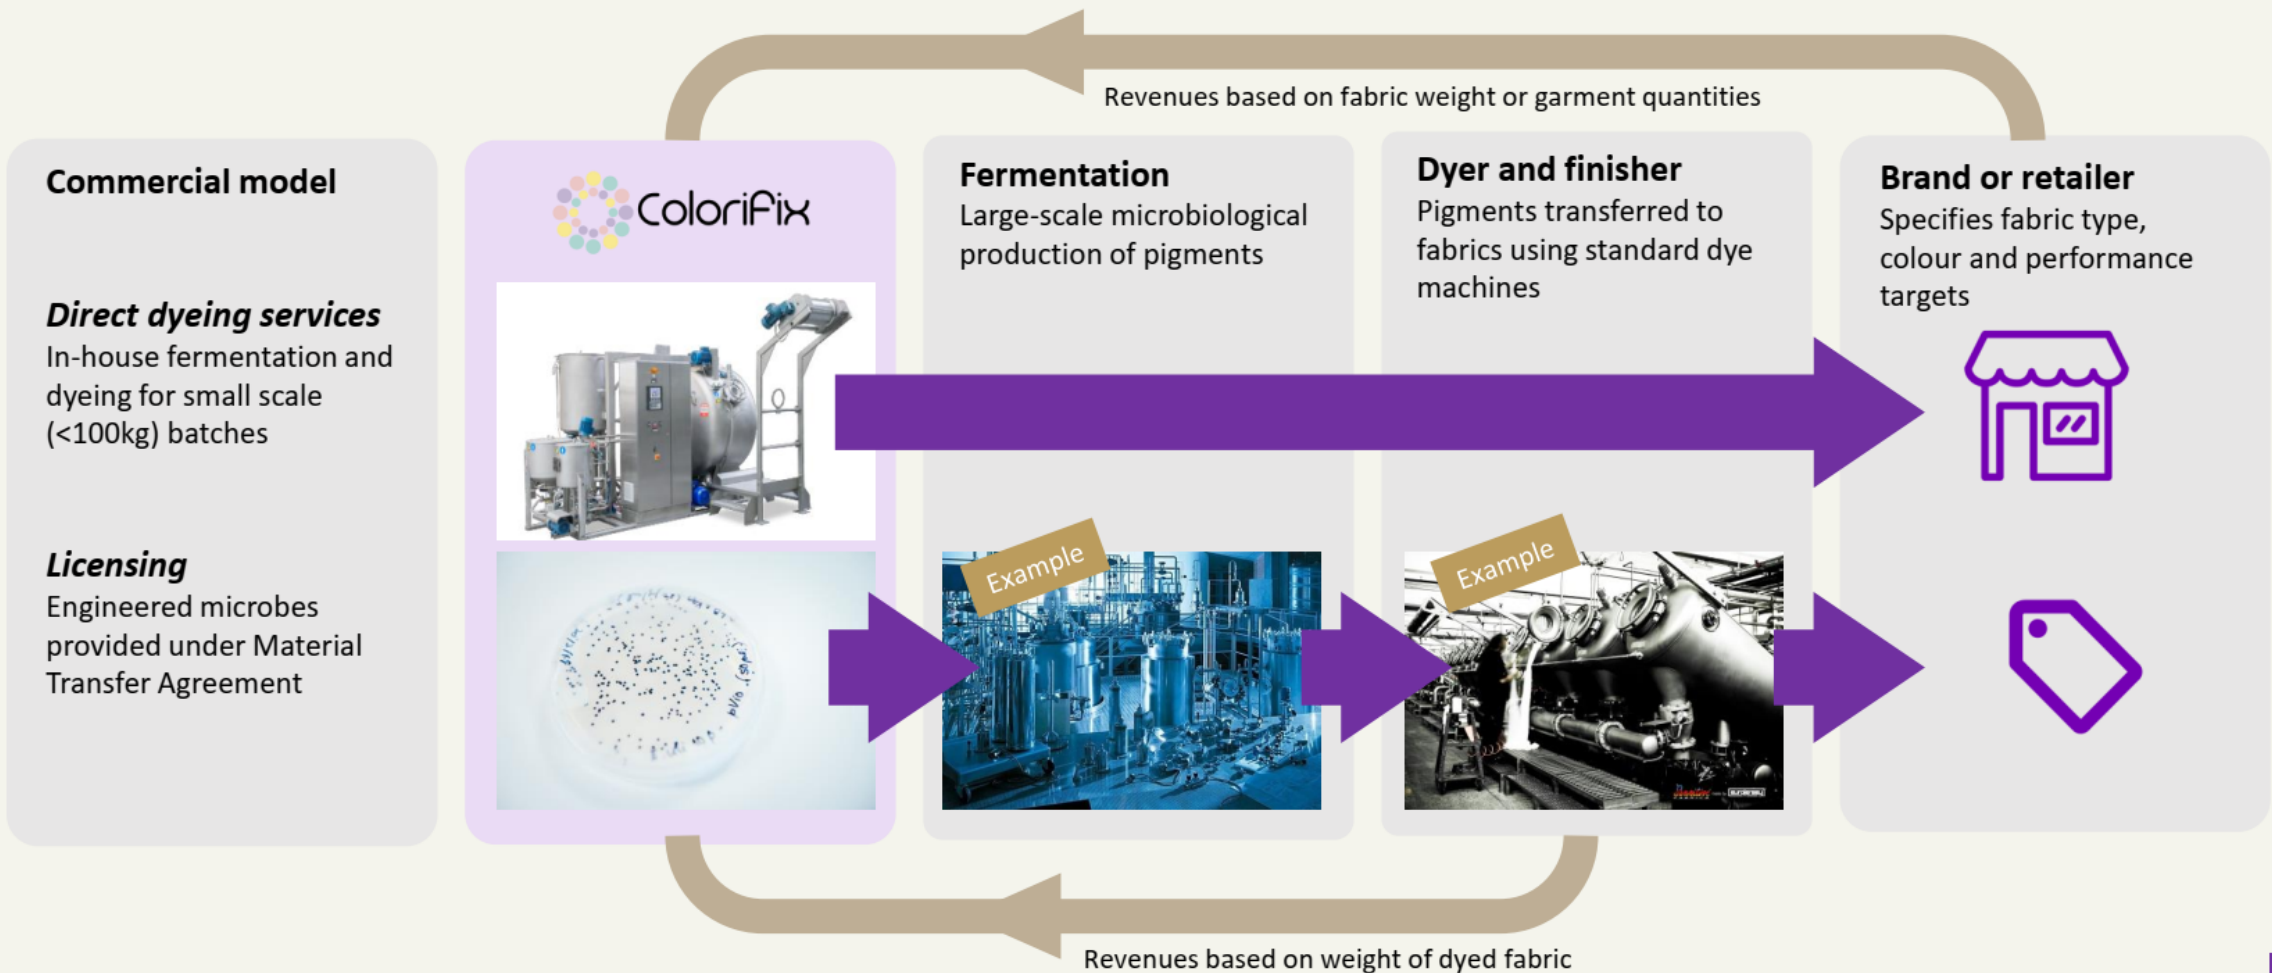 Revenues based on fabric weight or garment quantities
Commercial model
Direct dyeing services
In-house fermentation and
dyeing for small scale
(<100kg) batches
Licensing
Engineered microbes
provided under Material
Transfer Agreement
Colorifix
Fermentation
Large-scale microbiological
production of pigments
Example
Dyer and finisher
Pigments transferred to
fabrics using standard dye
machines
Example
Brand or retailer
Specifies fabric type,
colour and performance
targets
Revenues based on weight of dyed fabric